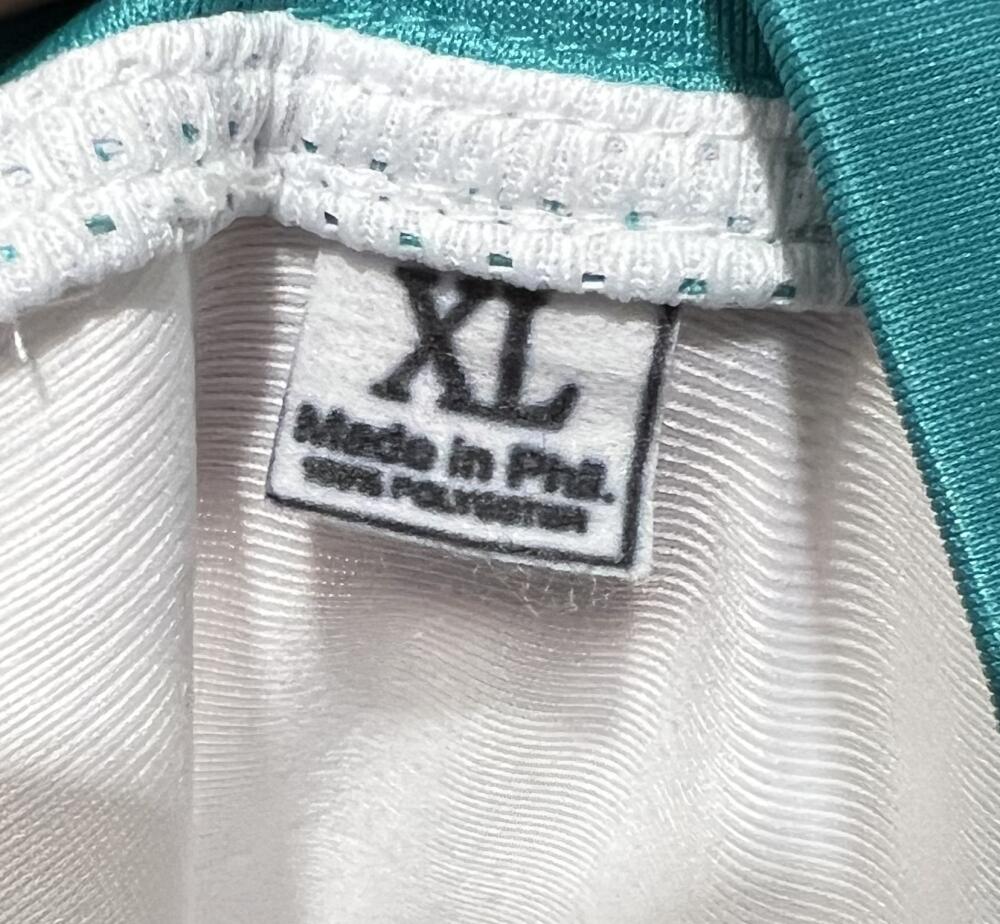 XL
Made in Phil.
100% POLYESTER